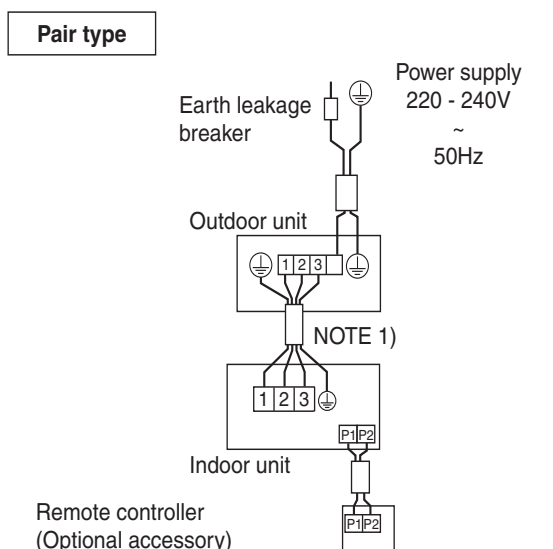 Pair type
Power supply
220 - 240V
~
50Hz
Earth leakage
breaker
Outdoor unit
1 2 3
NOTE 1)
1 2 3
P1 P2
Indoor unit
Remote controller
(Optional accessory)
P1 P2